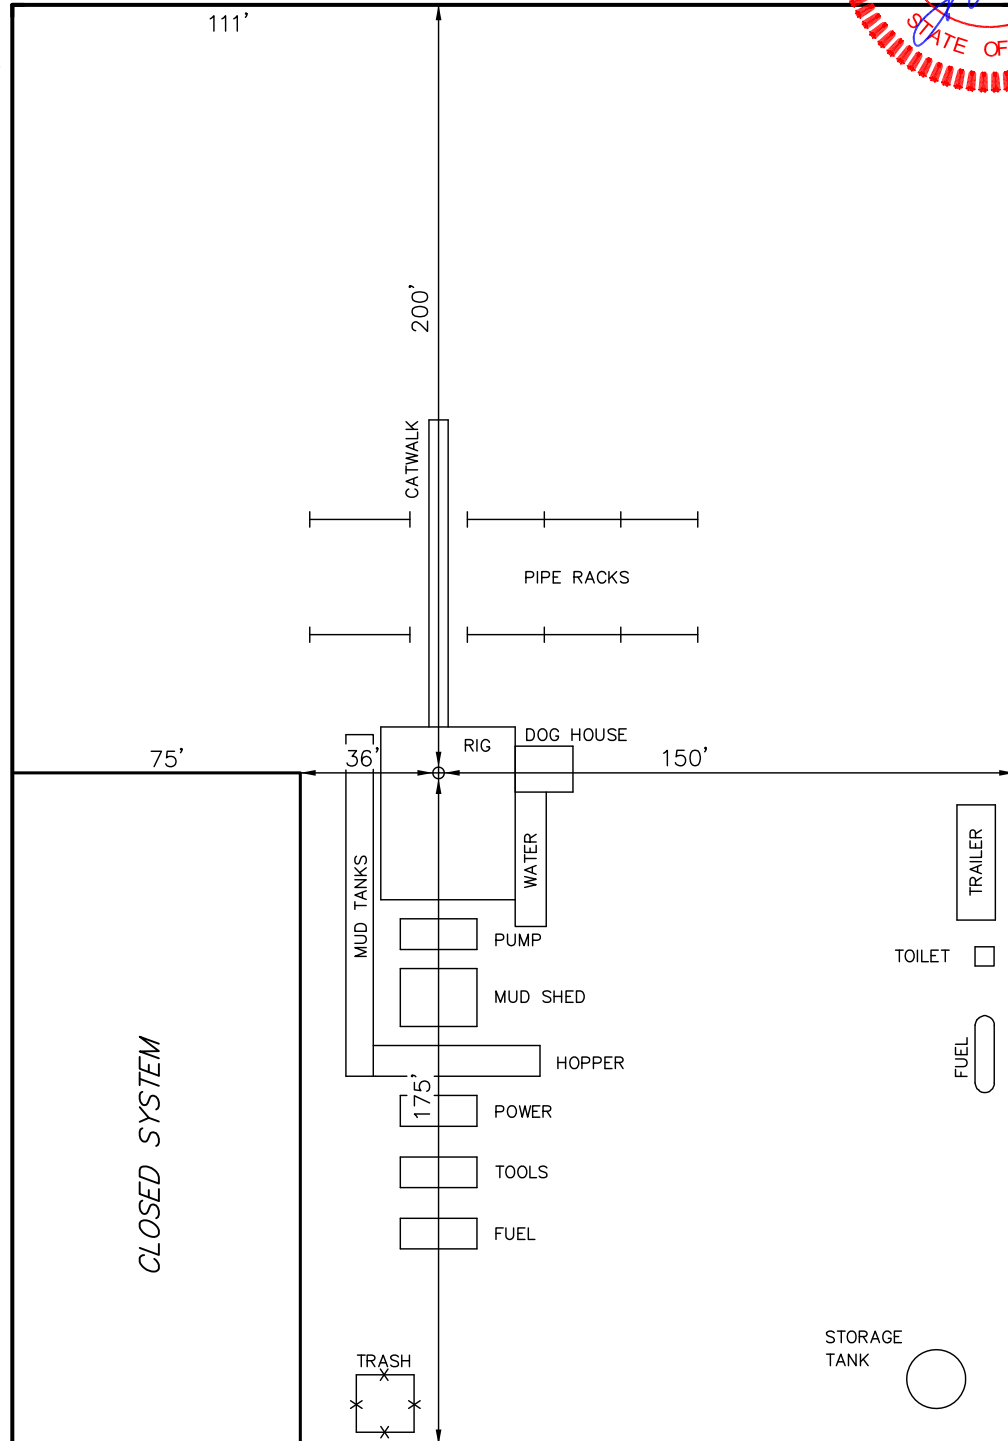 111'
STATE OF
200'
CATWALK
PIPE RACKS
RIG
DOG HOUSE
75'
36'
150'
MUD TANKS
WATER
TRAILER
PUMP
TOILET
MUD SHED
FUEL
HOPPER
175'
POWER
CLOSED SYSTEM
TOOLS
FUEL
STORAGE
TANK
TRASH